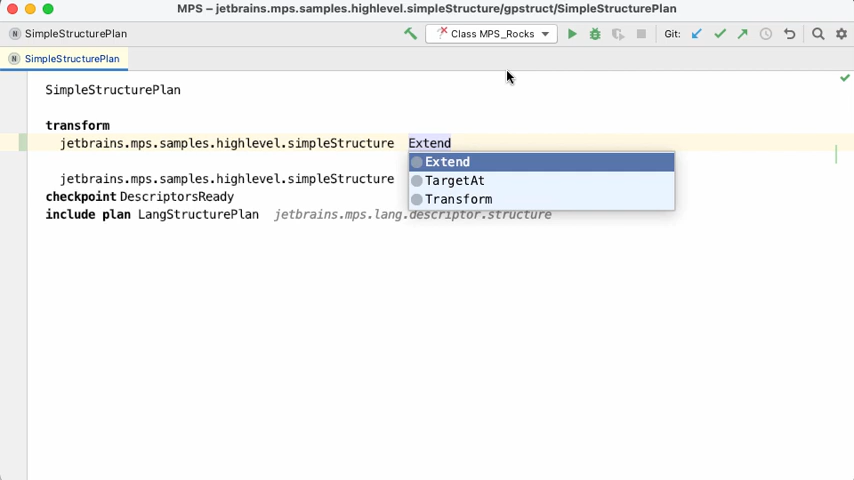 MPS – jetbrains.mps.samples.highlevel.simpleStructure/gpstruct/SimpleStructurePlan
N SimpleStructurePlan
Class MPS_Rocks
Git:
N SimpleStructurePlan
SimpleStructurePlan
transform
jetbrains.mps.samples.highlevel.simpleStructure Extend
Extend
TargetAt
Transform
jetbrains.mps.samples.highlevel.simpleStructure
checkpoint DescriptorsReady
include plan LangStructurePlan jetbrains.mps.lang.descriptor.structure